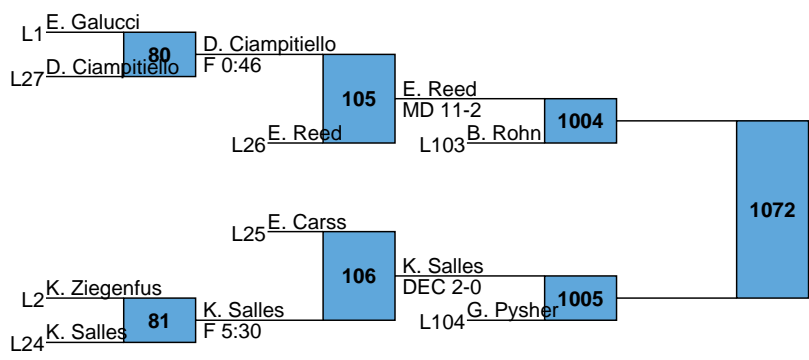 E. Galucci
L1
80
D. Ciampitiello
L27
D. Ciampitiello
F 0:46
105
E. Reed
L26
E. Reed
MD 11-2
1004
B. Rohn
L103
1072
E. Carss
L25
106
K. Salles
DEC 2-0
1005
G. Pysher
L104
K. Ziegenfus
L2
81
K. Salles
L24
K. Salles
F 5:30